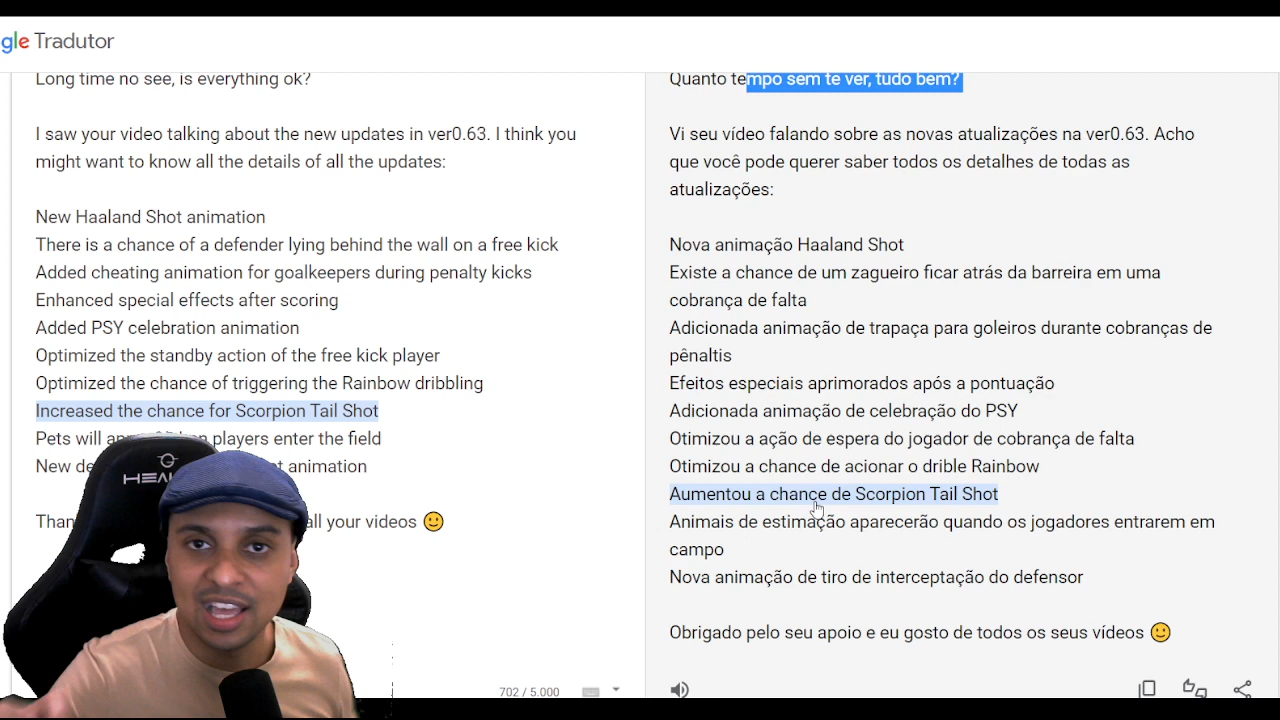 gle Tradutor
Long time no see, is everything ok?
I saw your video talking about the new updates in ver0.63. I think you
might want to know all the details of all the updates:
New Haaland Shot animation
There is a chance of a defender lying behind the wall on a free kick
Added cheating animation for goalkeepers during penalty kicks
Enhanced special effects after scoring
Added PSY celebration animation
Optimized the standby action of the free kick player
Optimized the chance of triggering the Rainbow dribbling
Increased the chance for Scorpion Tail Shot
Pets will players enter the field
New animation
all your videos 🙂
702 / 5.000
Quanto tempo sem te ver, tudo bem?
Vi seu vídeo falando sobre as novas atualizações na ver0.63. Acho
que você pode querer saber todos os detalhes de todas as
atualizações:
Nova animação Haaland Shot
Existe a chance de um zagueiro ficar atrás da barreira em uma
cobrança de falta
Adicionada animação de trapaça para goleiros durante cobranças de
pênaltis
Efeitos especiais aprimorados após a pontuação
Adicionada animação de celebração do PSY
Otimizou a ação de espera do jogador de cobrança de falta
Otimizou a chance de acionar o drible Rainbow
Aumentou a chance de Scorpion Tail Shot
Animais de estimação aparecerão quando os jogadores entrarem em
campo
Nova animação de tiro de interceptação do defensor
Obrigado pelo seu apoio e eu gosto de todos os seus vídeos 🙂